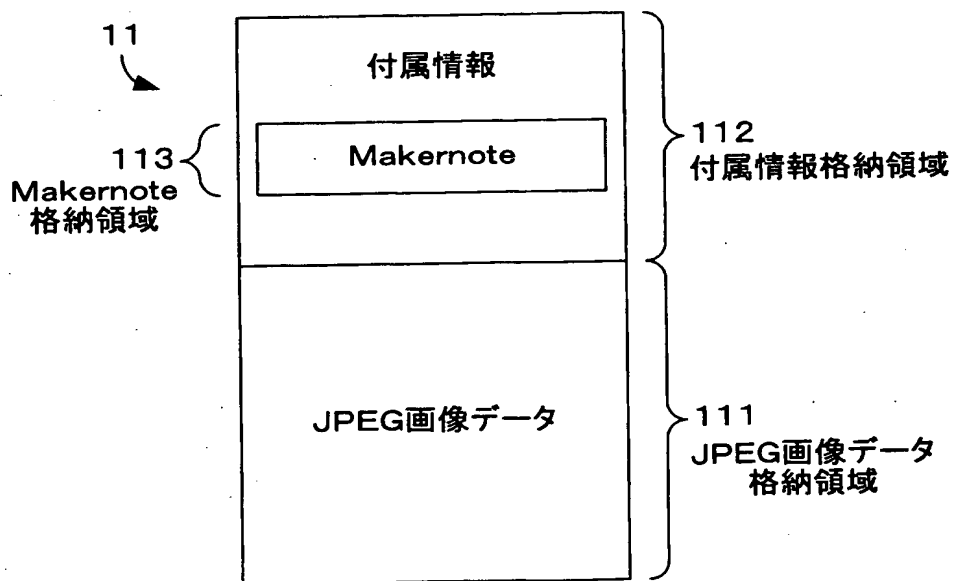 11
付属情報
Makernote
113
Makernote
格納領域
112
付属情報格納領域
JPEG画像データ
111
JPEG画像データ
格納領域